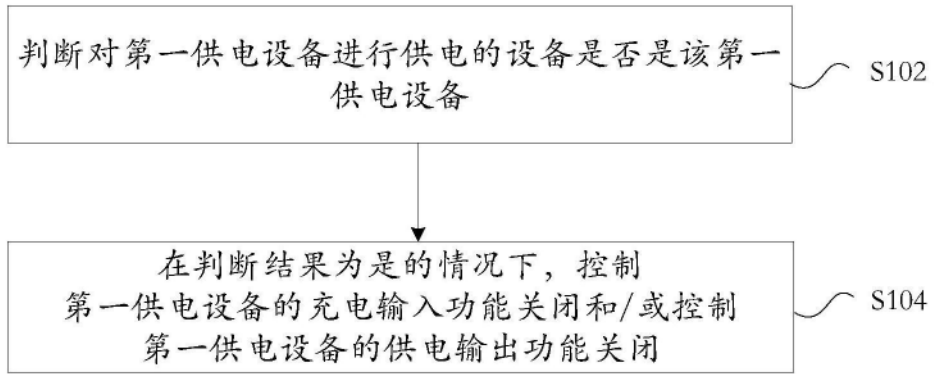 判断对第一供电设备进行供电的设备是否是该第一
供电设备
S102
在判断结果为是的情况下，控制
第一供电设备的充电输入功能关闭和/或控制
第一供电设备的供电输出功能关闭
S104